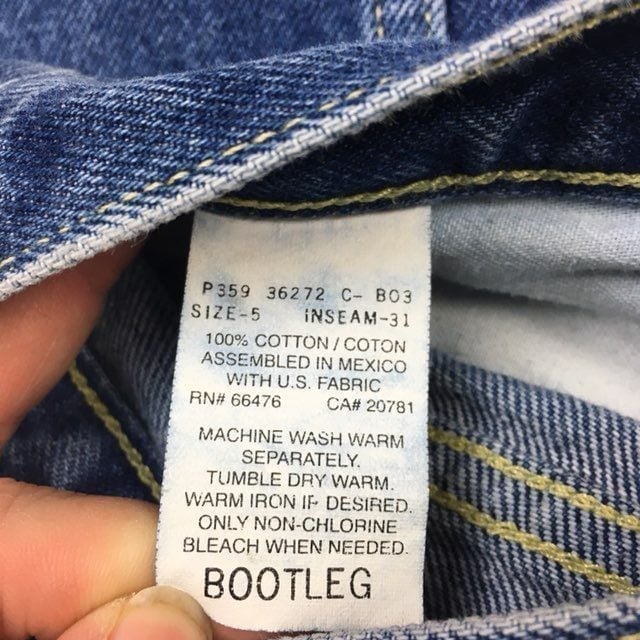 P359 36272 C- B03
SIZE-5 INSEAM-31
100% COTTON / COTON
ASSEMBLED IN MEXICO
WITH U.S. FABRIC
RN# 66476 CA# 20781
MACHINE WASH WARM
SEPARATELY.
TUMBLE DRY WARM.
WARM IRON IF DESIRED.
ONLY NON-CHLORINE
BLEACH WHEN NEEDED.
BOOTLEG